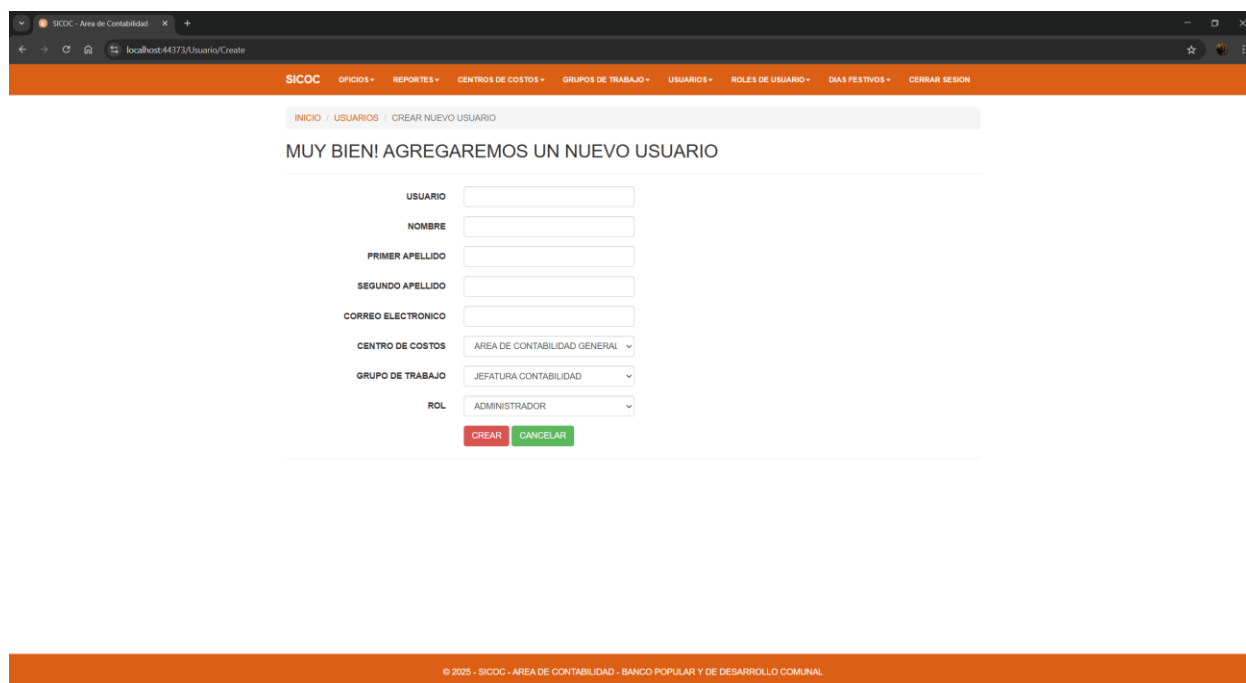 SICOC - Area de Contabilidad
localhost:44373/Usuario/Create
SICOC OFICIOS REPORTES CENTROS DE COSTOS GRUPOS DE TRABAJO USUARIOS ROLES DE USUARIO DIAS FESTIVOS CERRAR SESION
INICIO / USUARIOS / CREAR NUEVO USUARIO
MUY BIEN! AGREGAREMOS UN NUEVO USUARIO
USUARIO
NOMBRE
PRIMER APELLIDO
SEGUNDO APELLIDO
CORREO ELECTRONICO
CENTRO DE COSTOS AREA DE CONTABILIDAD GENERAL
GRUPO DE TRABAJO JEFATURA CONTABILIDAD
ROL ADMINISTRADOR
CREAR CANCELAR
© 2025 - SICOC - AREA DE CONTABILIDAD - BANCO POPULAR Y DE DESARROLLO COMUNAL